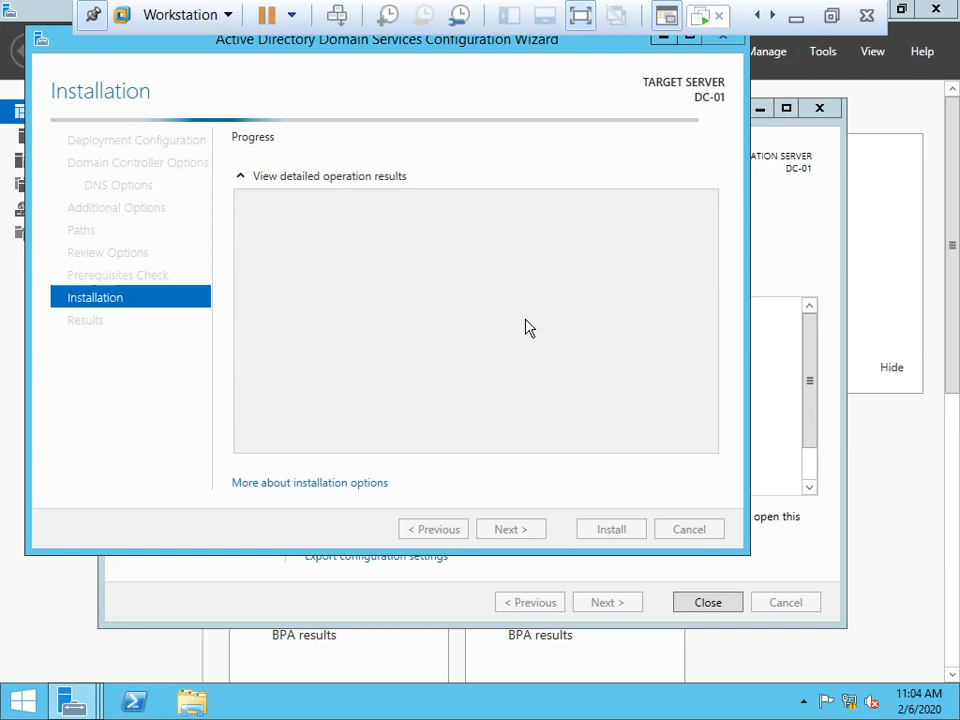 Workstation
Active Directory Domain Services Configuration Wizard
Manage
Tools
View
Help
Installation
TARGET SERVER
DC-01
Deployment Configuration
Domain Controller Options
DNS Options
Additional Options
Paths
Review Options
Prerequisites Check
Installation
Results
Progress
View detailed operation results
More about installation options
< Previous
Next >
Install
Cancel
DC-01
Hide
open this
Export configuration settings
< Previous
Next >
Close
Cancel
BPA results
BPA results
11:04 AM
2/6/2020